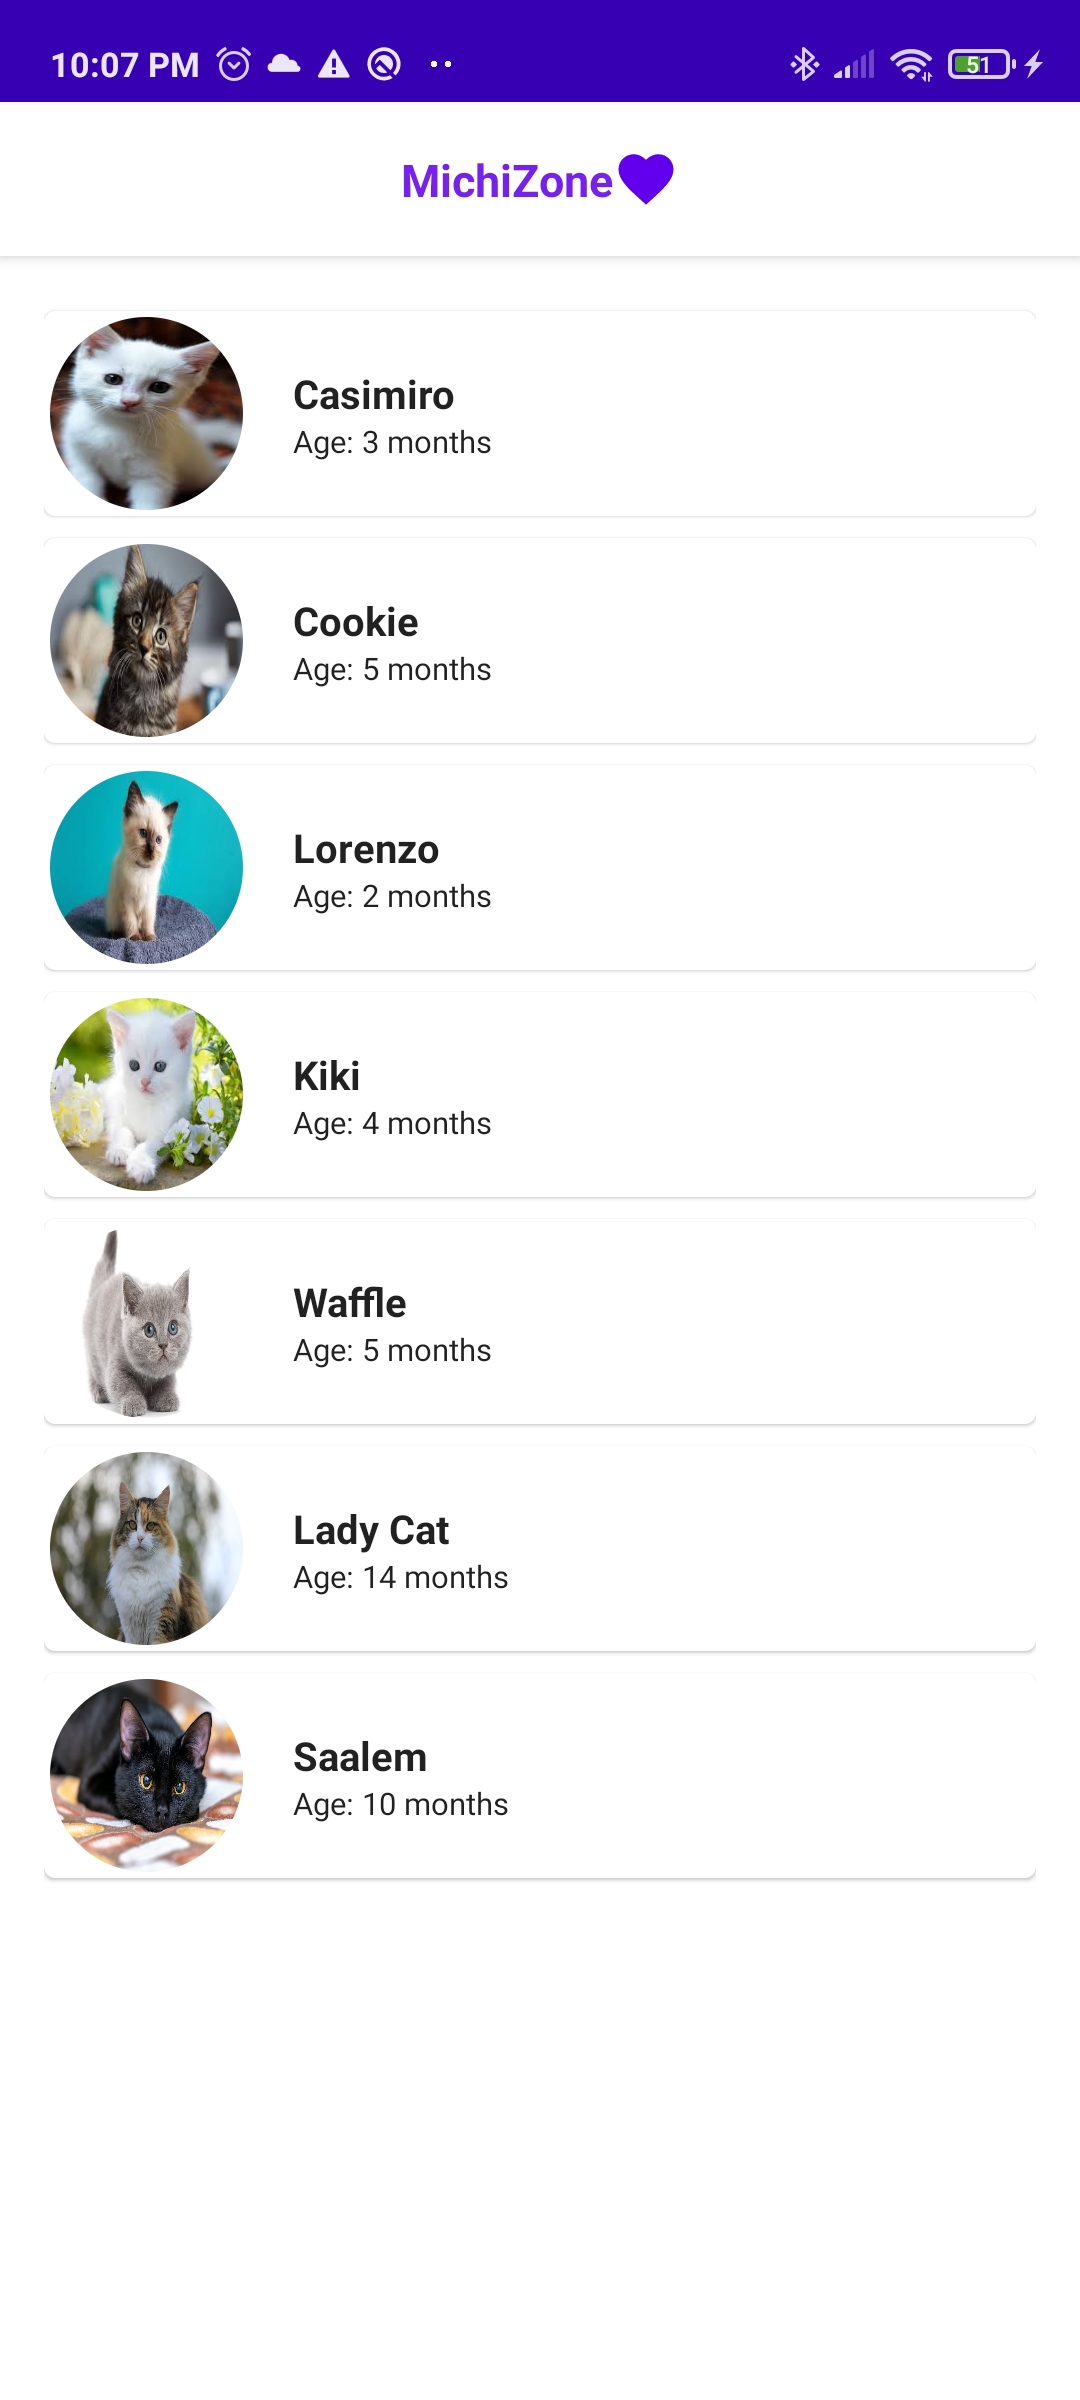 10:07 PM
51
MichiZone
Casimiro
Age: 3 months
Cookie
Age: 5 months
Lorenzo
Age: 2 months
Kiki
Age: 4 months
Waffle
Age: 5 months
Lady Cat
Age: 14 months
Saalem
Age: 10 months